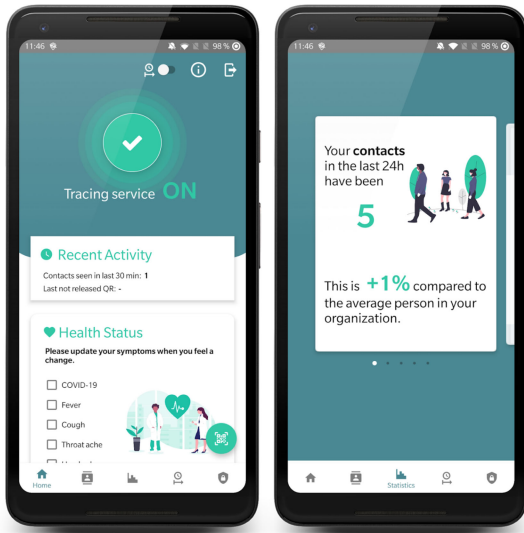 11:46
98 %
Tracing service ON
Recent Activity
Contacts seen in last 30 min: 1
Last not released QR: -
Health Status
Please update your symptoms when you feel a
change.
COVID-19
Fever
Cough
Throat ache
Home
11:46
98 %
Your contacts
in the last 24h
have been
5
This is +1% compared to
the average person in your
organization.
Statistics